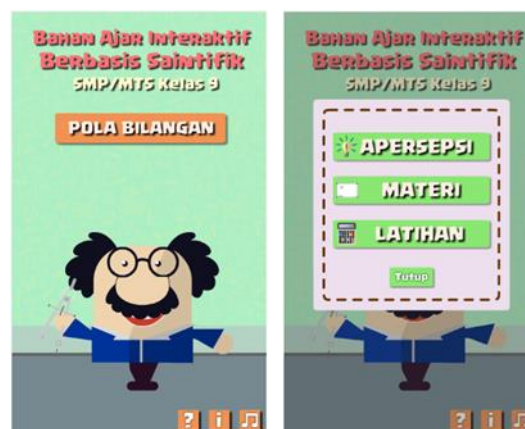 Bahan Ajar Interaktif
Berbasis Saintifik
SMP/MTS Kelas 9
POLA BILANGAN
? i
Bahan Ajar Interaktif
Berbasis Saintifik
SMP/MTS Kelas 9
APERSEPSI
MATERI
LATIHAN
Tutup
? i